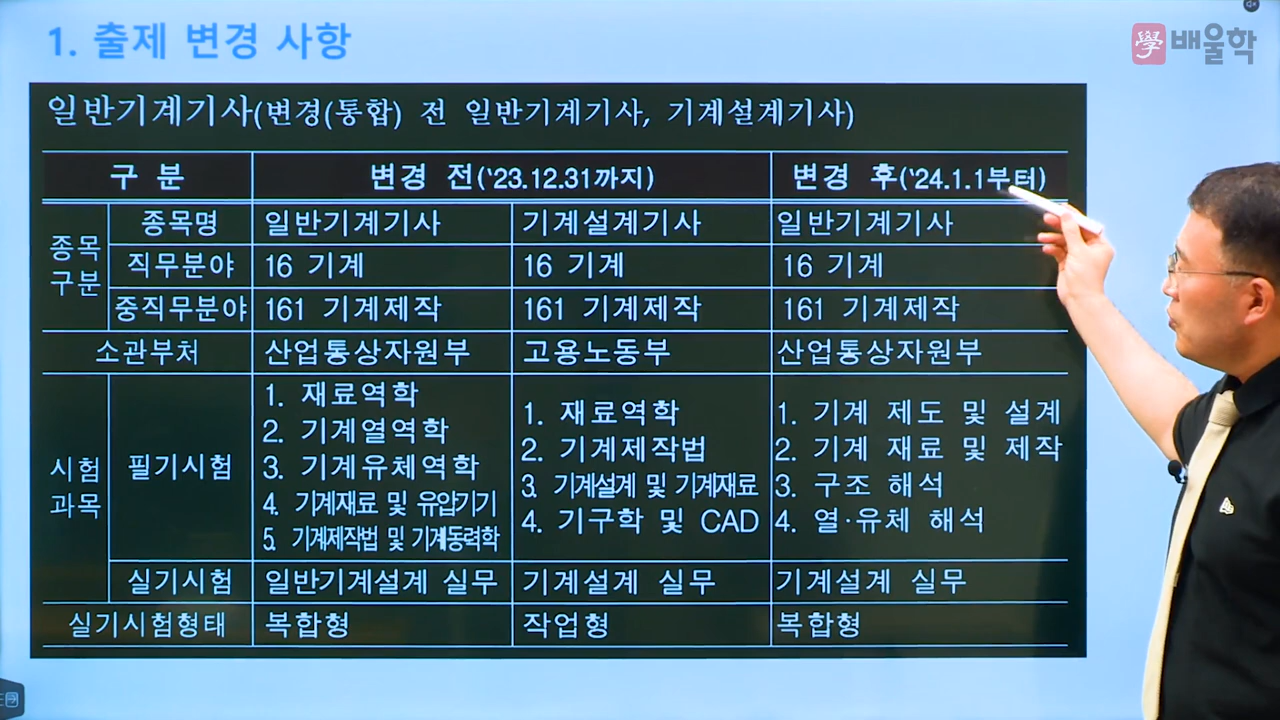 1. 출제 변경 사항
學 배울학
일반기계기사(변경(통합) 전 일반기계기사, 기계설계기사)
구 분 변경 전(‘23.12.31까지) 변경 후(‘24.1.1부터)
종목 구분
종목명 일반기계기사 기계설계기사 일반기계기사
직무분야 16 기계 16 기계 16 기계
중직무분야 161 기계제작 161 기계제작 161 기계제작
소관부처 산업통상자원부 고용노동부 산업통상자원부
시험 과목
필기시험
1. 재료역학
2. 기계열역학
3. 기계유체역학
4. 기계재료 및 유압기기
5. 기계제작법 및 기계동력학
1. 재료역학
2. 기계제작법
3. 기계설계 및 기계재료
4. 기구학 및 CAD
1. 기계 제도 및 설계
2. 기계 재료 및 제작
3. 구조 해석
4. 열·유체 해석
실기시험 일반기계설계 실무 기계설계 실무 기계설계 실무
실기시험형태 복합형 작업형 복합형